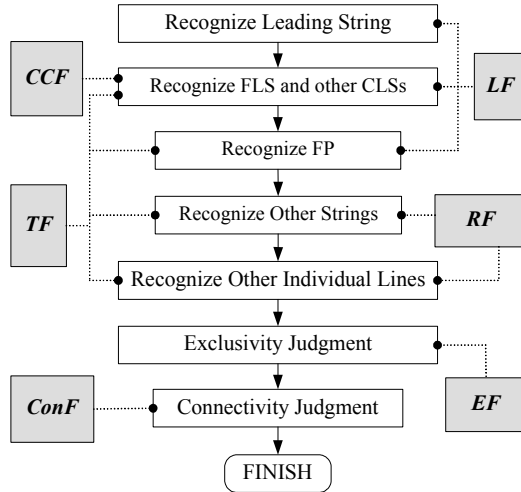 Recognize Leading String
CCF
Recognize FLS and other CLSs
LF
Recognize FP
TF
Recognize Other Strings
RF
Recognize Other Individual Lines
Exclusivity Judgment
ConF
Connectivity Judgment
EF
FINISH